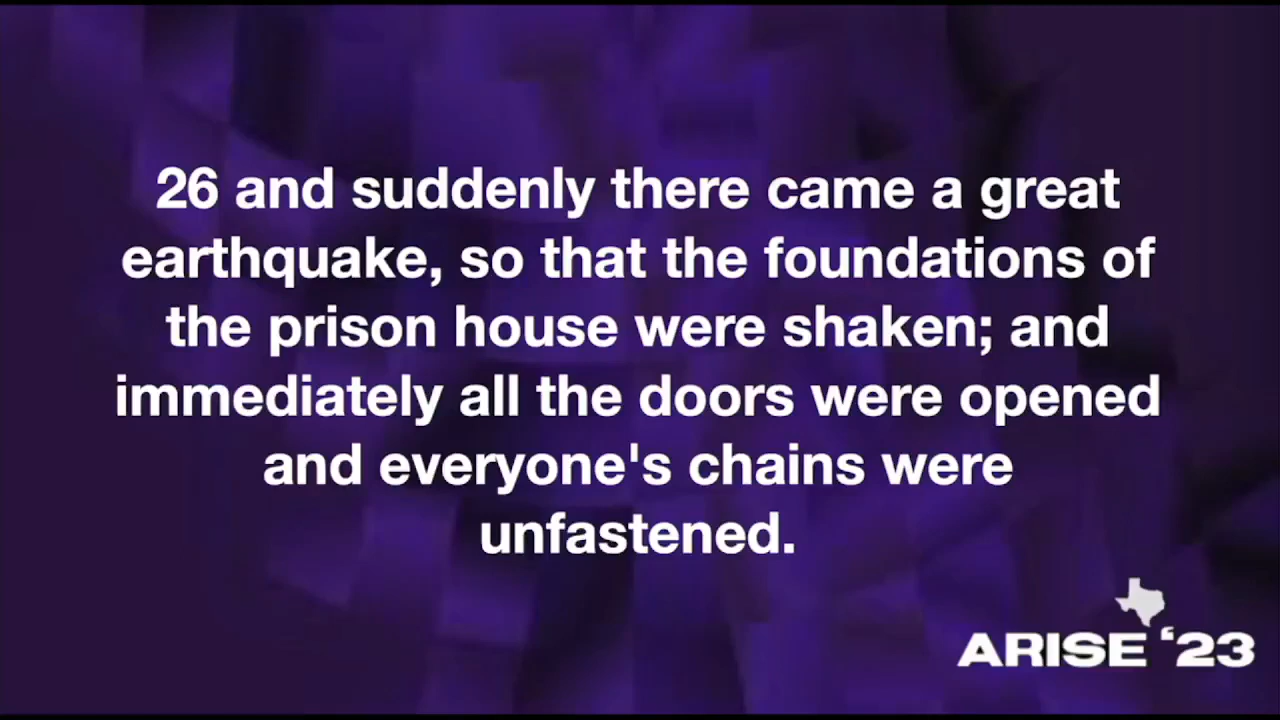 26 and suddenly there came a great
earthquake, so that the foundations of
the prison house were shaken; and
immediately all the doors were opened
and everyone's chains were
unfastened.
ARISE ‘23